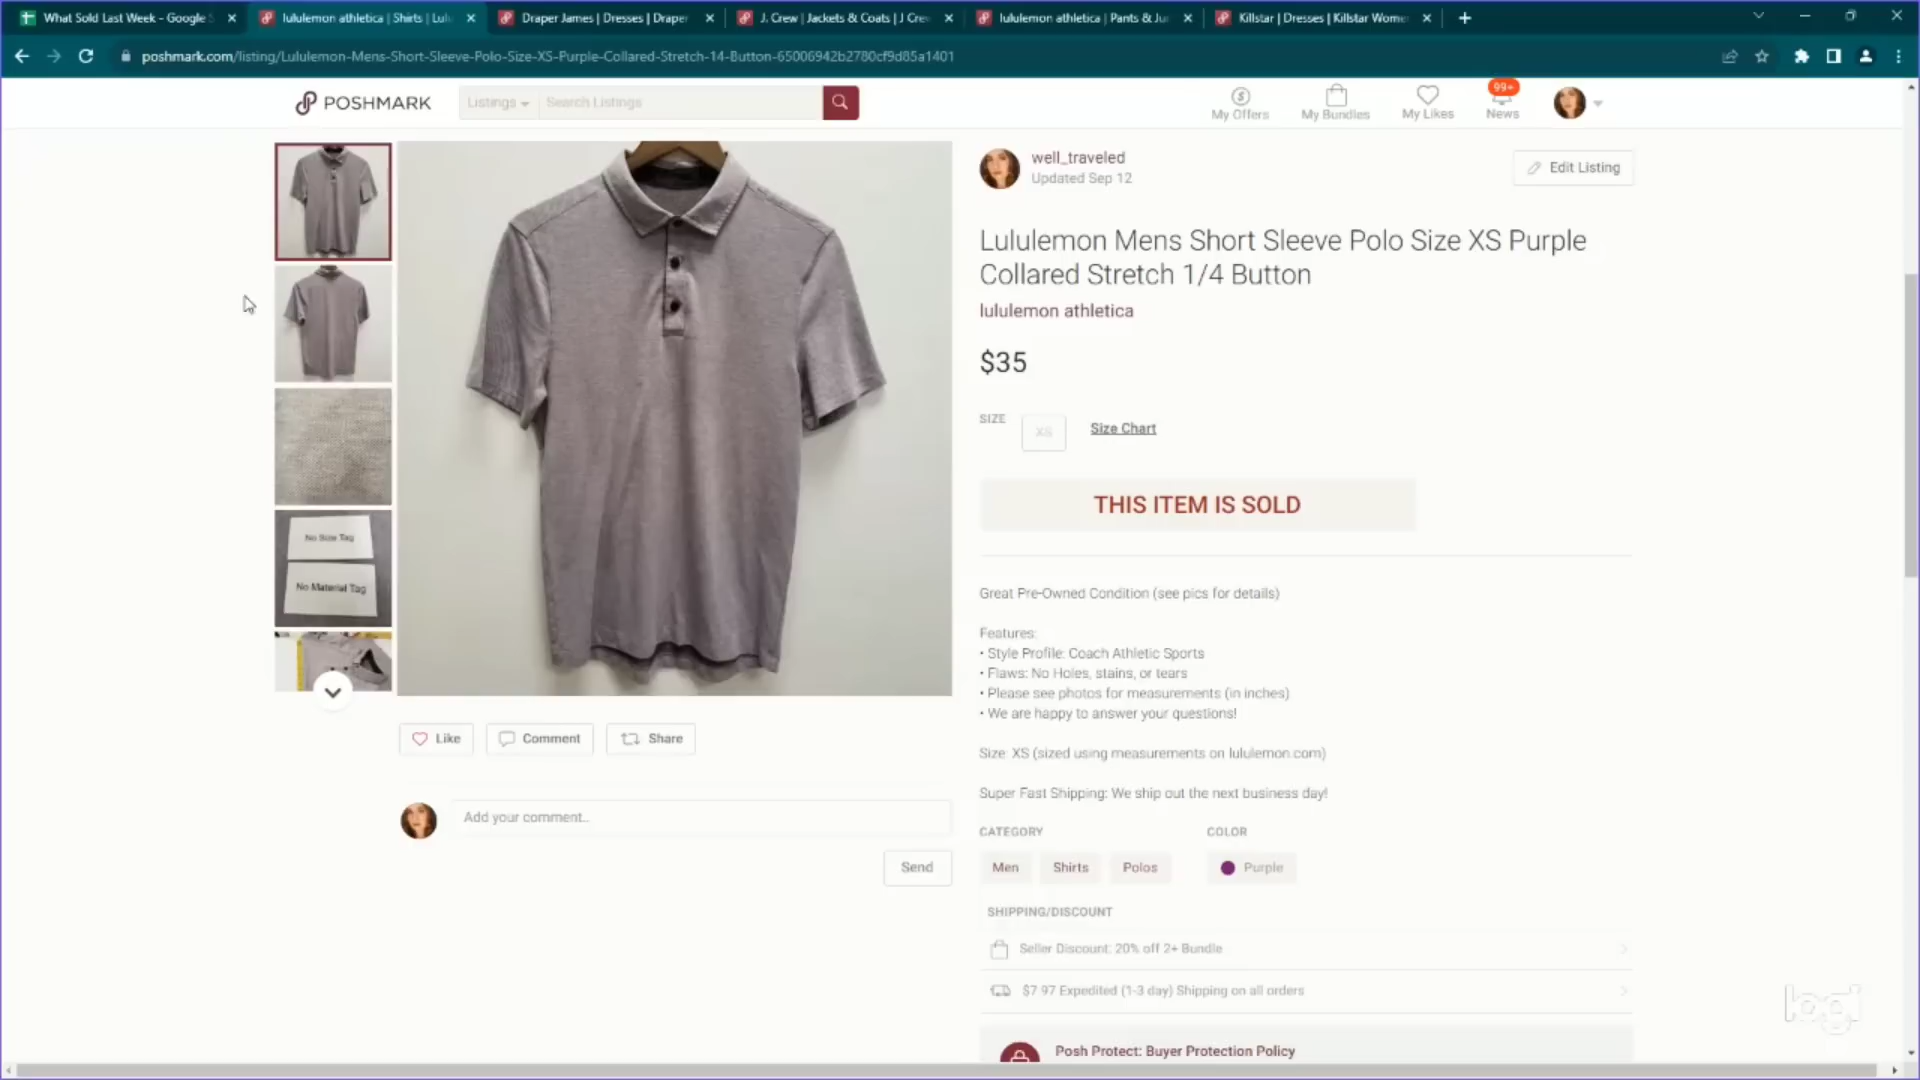 What Sold Last Week - Google S
lululemon athletica | Shirts | Lulu
Draper James | Dresses | Draper
J. Crew | Jackets & Coats | J Cre
lululemon athletica | Pants & Ju
Killstar | Dresses | Killstar Wome
poshmark.com/listing/Lululemon-Mens-Short-Sleeve-Polo-Size-XS-Purple-Collared-Stretch-14-Button-65006942b2780cf9d85a1401
POSHMARK
Listings
Search Listings
My Offers
My Bundles
My Likes
99+
News
well_traveled
Updated Sep 12
Edit Listing
Lululemon Mens Short Sleeve Polo Size XS Purple
Collared Stretch 1/4 Button
lululemon athletica
$35
SIZE
XS
Size Chart
THIS ITEM IS SOLD
No Size Tag
No Material Tag
Great Pre-Owned Condition (see pics for details)
Features:
• Style Profile: Coach Athletic Sports
• Flaws: No Holes, stains, or tears
• Please see photos for measurements (in inches)
• We are happy to answer your questions!
Size: XS (sized using measurements on lululemon.com)
Super Fast Shipping: We ship out the next business day!
Like
Comment
Share
Add your comment...
Send
CATEGORY
COLOR
Men
Shirts
Polos
Purple
SHIPPING/DISCOUNT
Seller Discount: 20% off 2+ Bundle
$7.97 Expedited (1-3 day) Shipping on all orders
Posh Protect: Buyer Protection Policy
logi